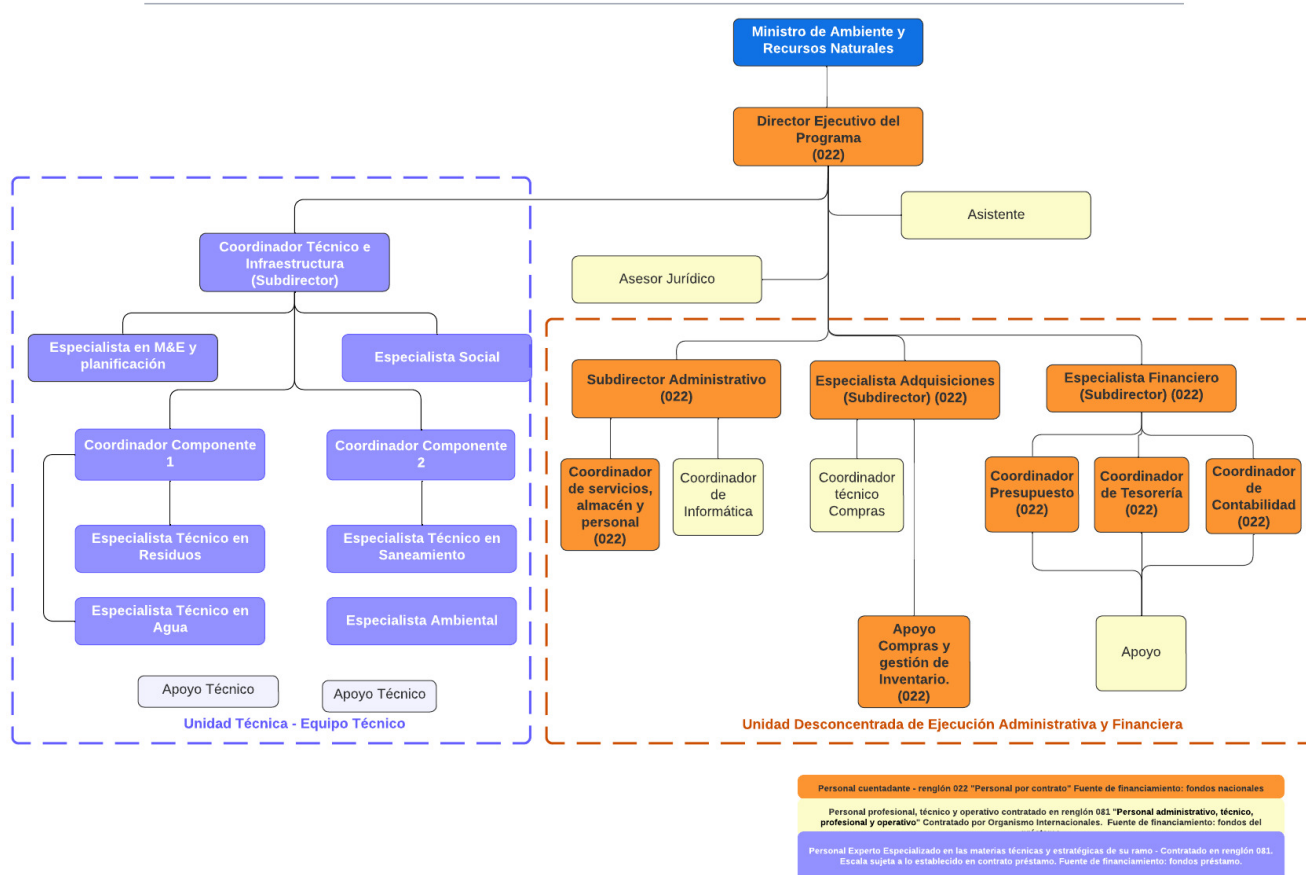 Ministro de Ambiente y
Recursos Naturales
Director Ejecutivo del
Programa
(022)
Asistente
Asesor Jurídico
Coordinador Técnico e
Infraestructura
(Subdirector)
Especialista en M&E y
planificación
Especialista Social
Coordinador Componente
1
Coordinador Componente
2
Especialista Técnico en
Residuos
Especialista Técnico en
Saneamiento
Especialista Técnico en
Agua
Especialista Ambiental
Apoyo Técnico
Apoyo Técnico
Unidad Técnica - Equipo Técnico
Subdirector Administrativo
(022)
Especialista Adquisiciones
(Subdirector) (022)
Especialista Financiero
(Subdirector) (022)
Coordinador
de servicios,
almacén y
personal
(022)
Coordinador
de
Informática
Coordinador
técnico
Compras
Coordinador
Presupuesto
(022)
Coordinador
de Tesorería
(022)
Coordinador
de
Contabilidad
(022)
Apoyo
Compras y
gestión de
Inventario.
(022)
Apoyo
Unidad Desconcentrada de Ejecución Administrativa y Financiera
Personal cuentadante - renglón 022 "Personal por contrato" Fuente de financiamiento: fondos nacionales
Personal profesional, técnico y operativo contratado en renglón 081 "Personal administrativo, técnico,
profesional y operativo" Contratado por Organismo Internacionales. Fuente de financiamiento: fondos del
Personal Experto Especializado en las materias técnicas y estratégicas de su ramo - Contratado en renglón 081.
Escala sujeta a lo establecido en contrato préstamo. Fuente de financiamiento: fondos préstamo.